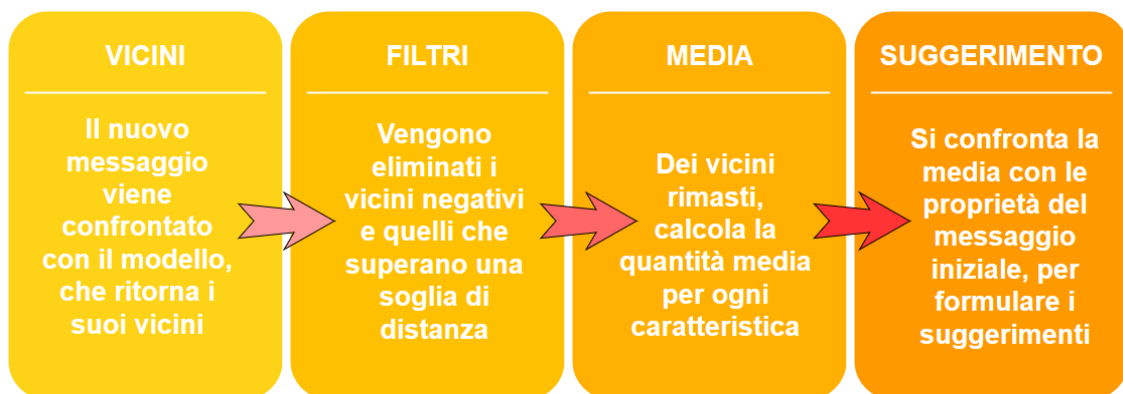 VICINI
Il nuovo
messaggio
viene
confrontato
con il modello,
che ritorna i
suoi vicini
FILTRI
Vengono
eliminati i
vicini negativi
e quelli che
superano una
soglia di
distanza
MEDIA
Dei vicini
rimasti,
calcola la
quantità media
per ogni
caratteristica
SUGGERIMENTO
Si confronta la
media con le
proprietà del
messaggio
iniziale, per
formulare i
suggerimenti